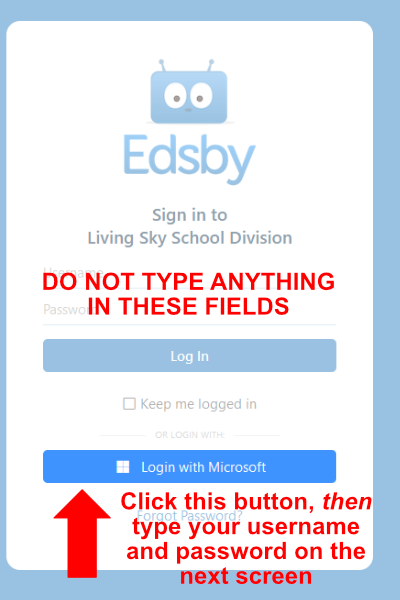 Edsby
Sign in to
Living Sky School Division
Username
DO NOT TYPE ANYTHING
IN THESE FIELDS
Password
Log In
Keep me logged in
OR LOGIN WITH:
Login with Microsoft
Click this button, then
Forgot Password?
type your username
and password on the
next screen